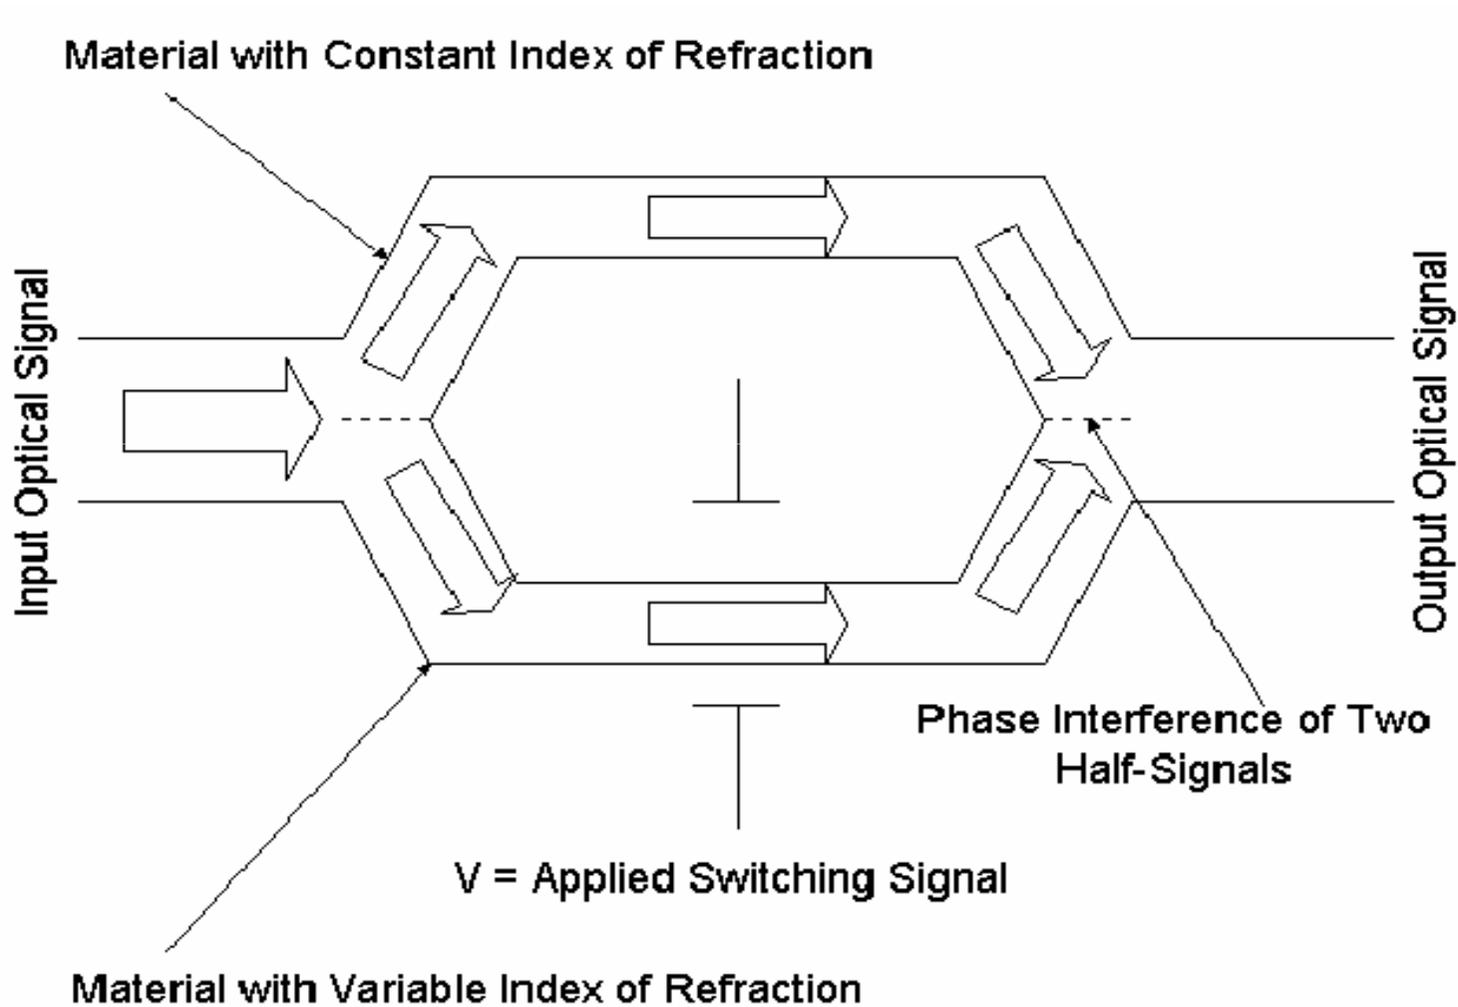 Material with Constant Index of Refraction
Input Optical Signal
Output Optical Signal
Phase Interference of Two
Half-Signals
V = Applied Switching Signal
Material with Variable Index of Refraction